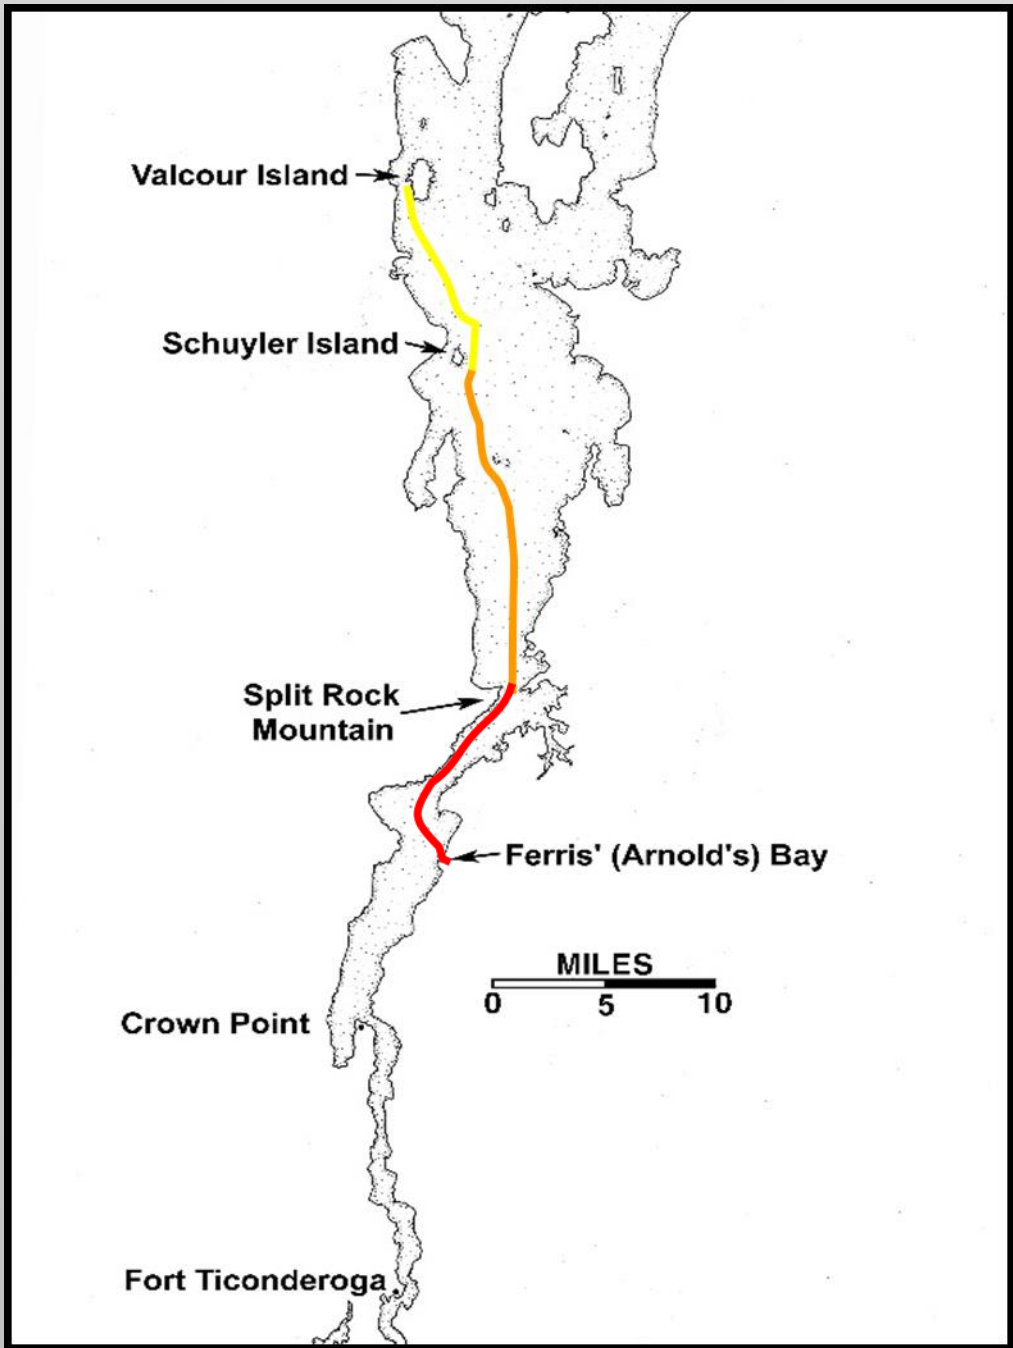 Valcour Island
Schuyler Island
Split Rock
Mountain
Ferris' (Arnold's) Bay
MILES
0 5 10
Crown Point
Fort Ticonderoga